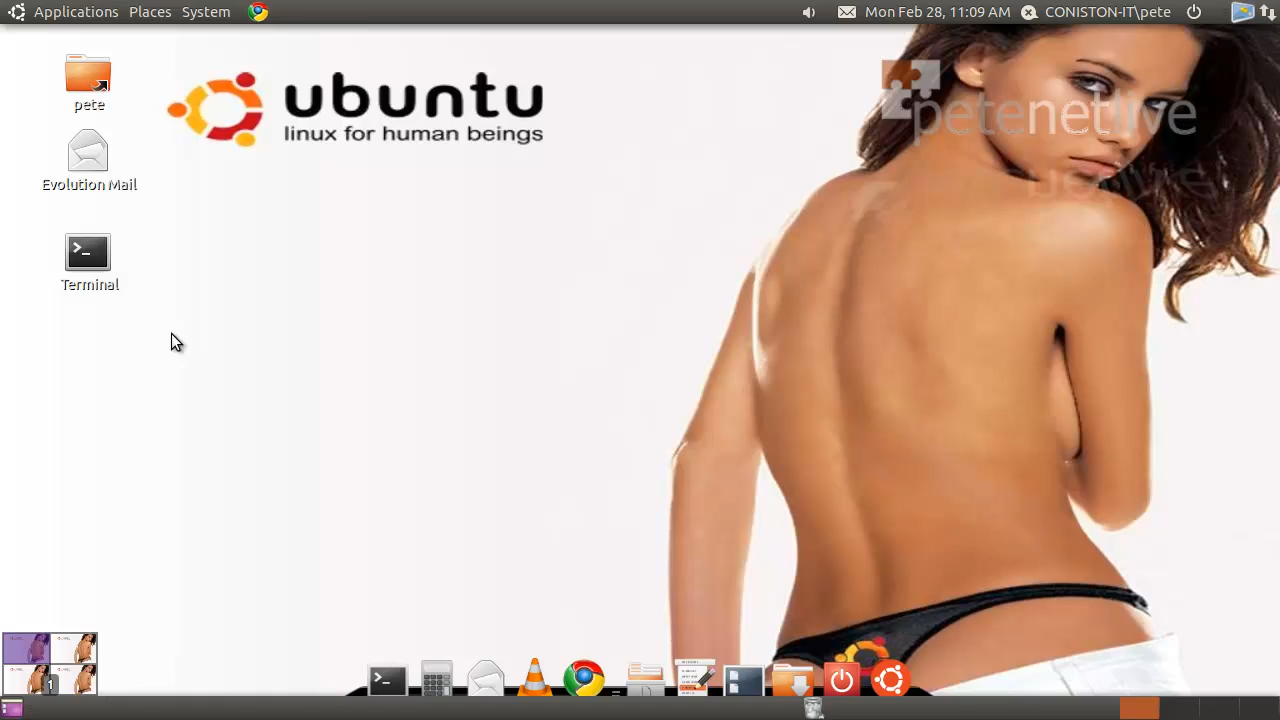 Applications Places System
Mon Feb 28, 11:09 AM CONISTON-IT\pete
pete
ubuntu
linux for human beings
petenetlive
Evolution Mail
Terminal
1